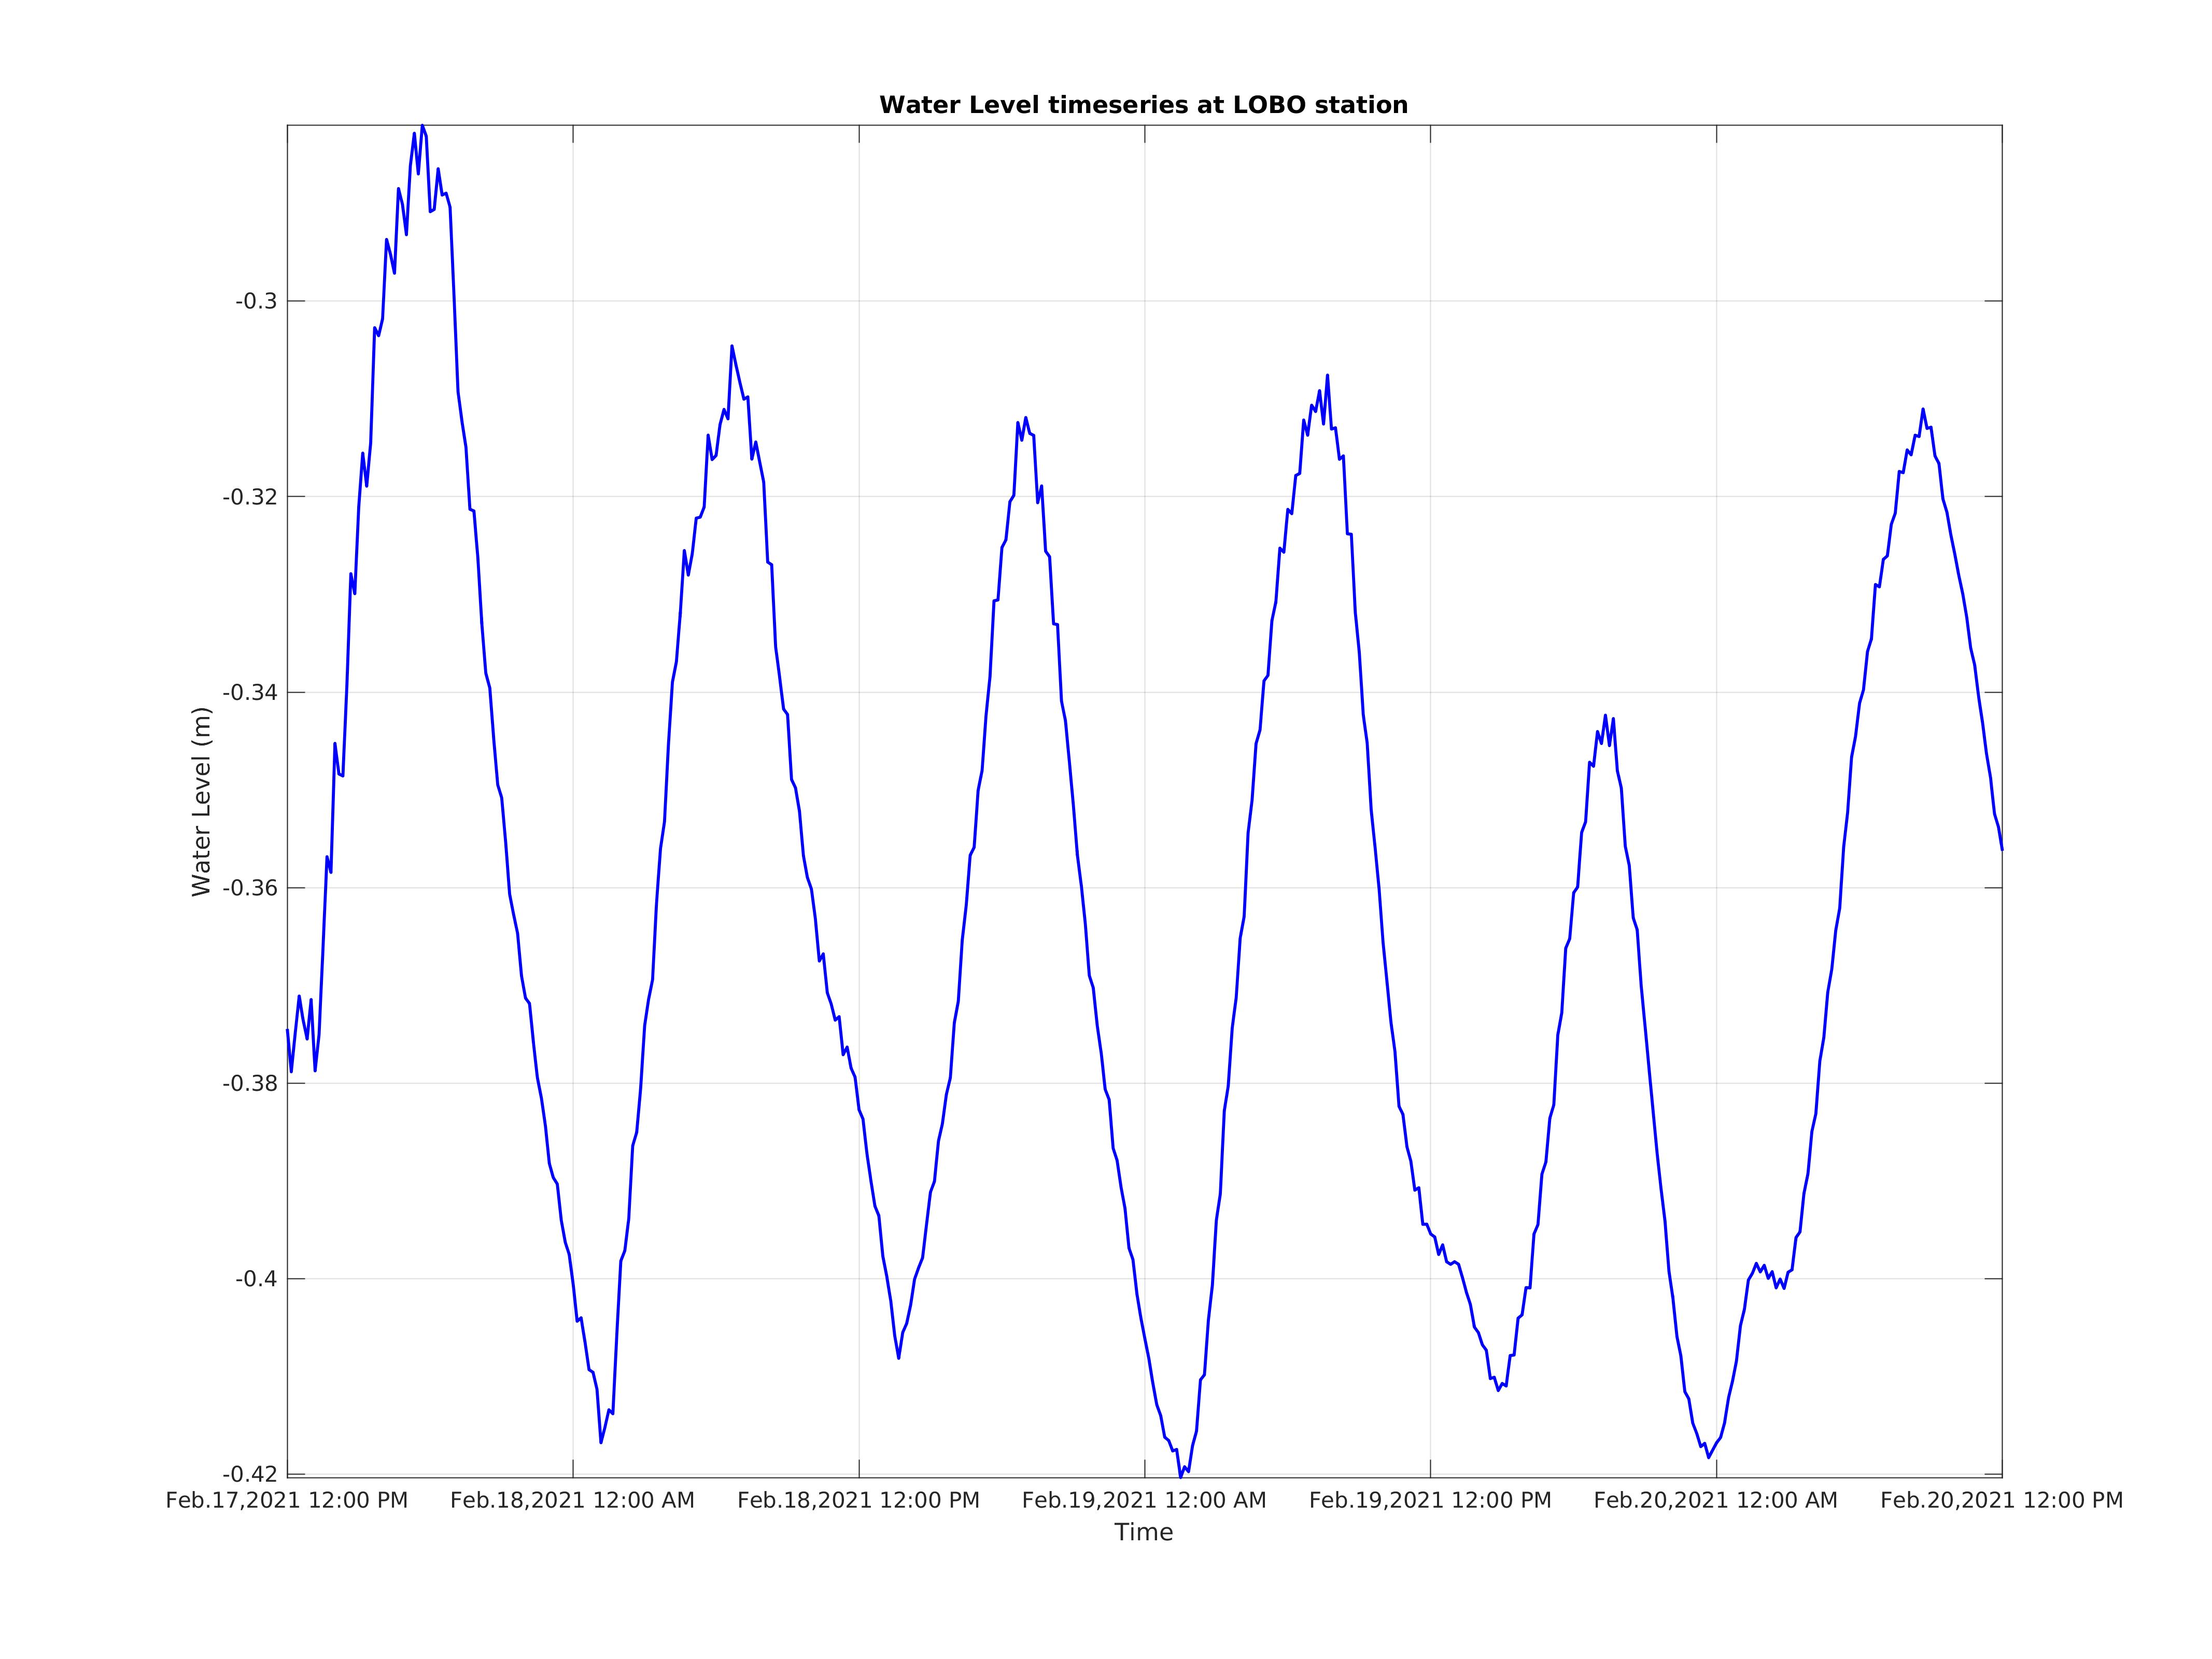 Water Level timeseries at LOBO station
-0.3
-0.32
-0.34
-0.36
-0.38
-0.4
-0.42
Water Level (m)
Feb.17,2021 12:00 PM
Feb.18,2021 12:00 AM
Feb.18,2021 12:00 PM
Feb.19,2021 12:00 AM
Feb.19,2021 12:00 PM
Feb.20,2021 12:00 AM
Feb.20,2021 12:00 PM
Time